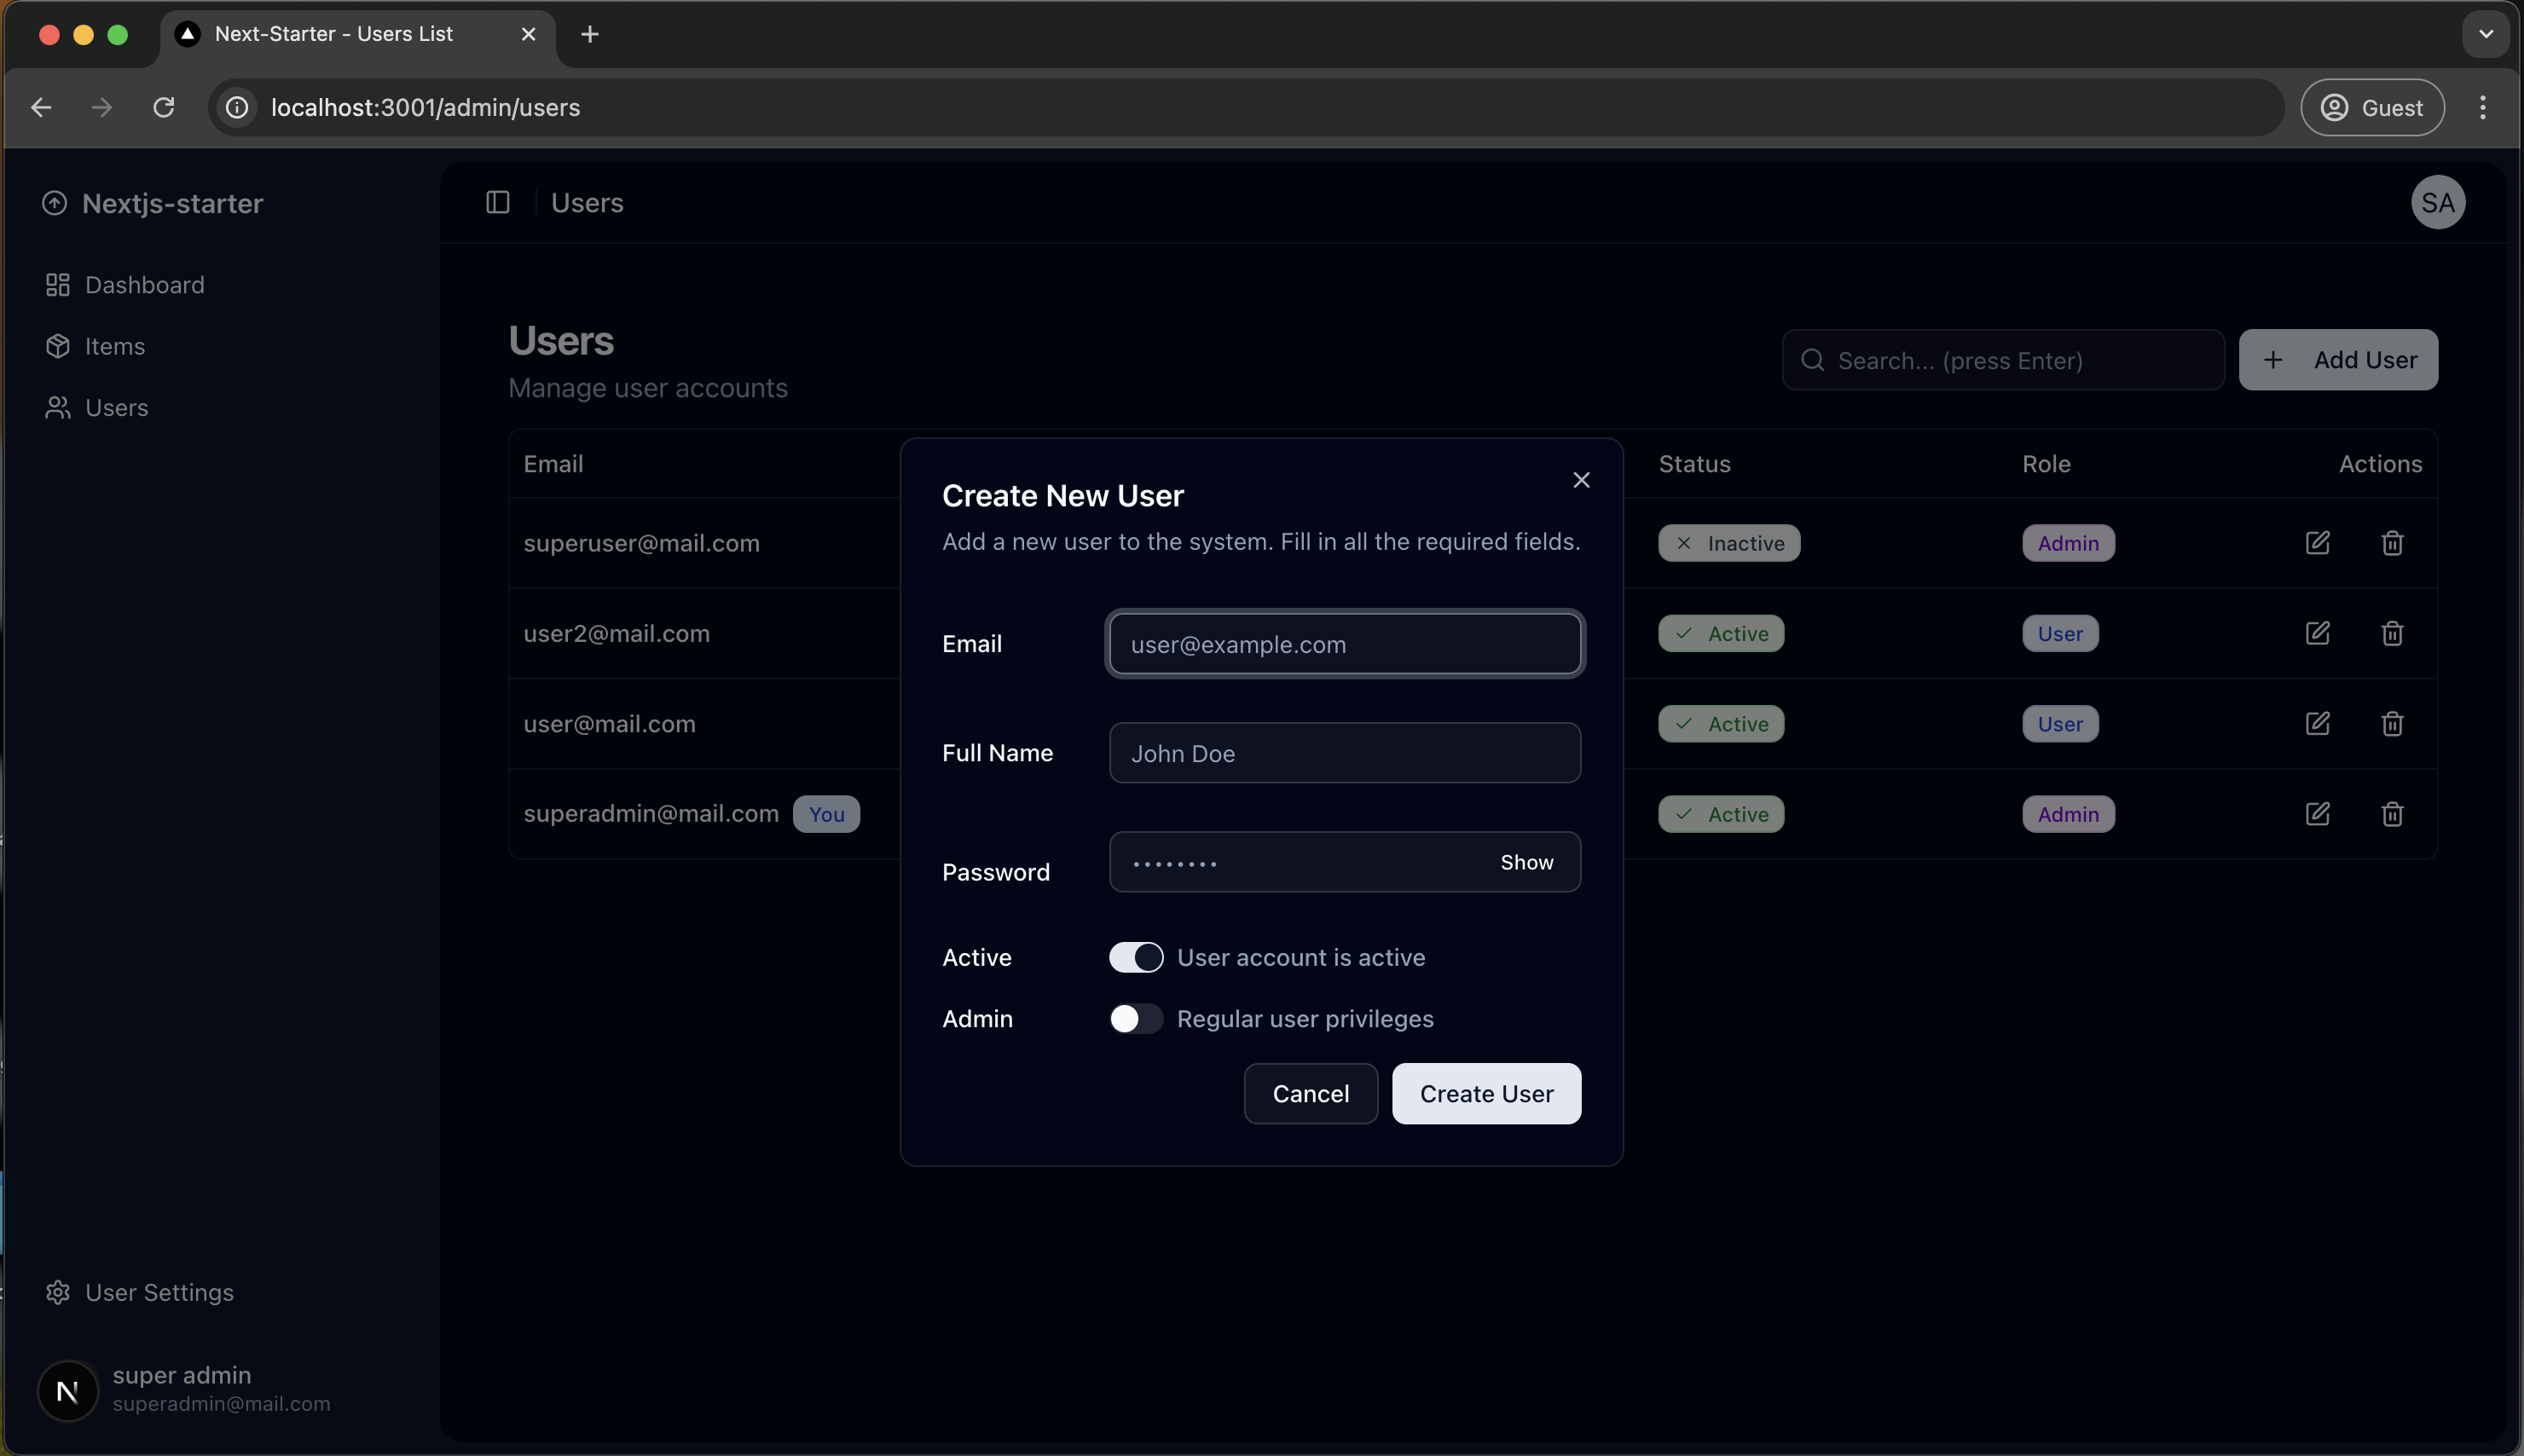 Next-Starter - Users List
localhost:3001/admin/users
Guest
Nextjs-starter
Users
SA
Dashboard
Items
Users
Users
Manage user accounts
Search... (press Enter)
Add User
Email
Status
Role
Actions
superuser@mail.com
Inactive
Admin
user2@mail.com
Active
User
user@mail.com
Active
User
superadmin@mail.com
You
Active
Admin
Create New User
Add a new user to the system. Fill in all the required fields.
Email
user@example.com
Full Name
John Doe
Password
••••••••
Show
Active
User account is active
Admin
Regular user privileges
Cancel
Create User
User Settings
N
super admin
superadmin@mail.com